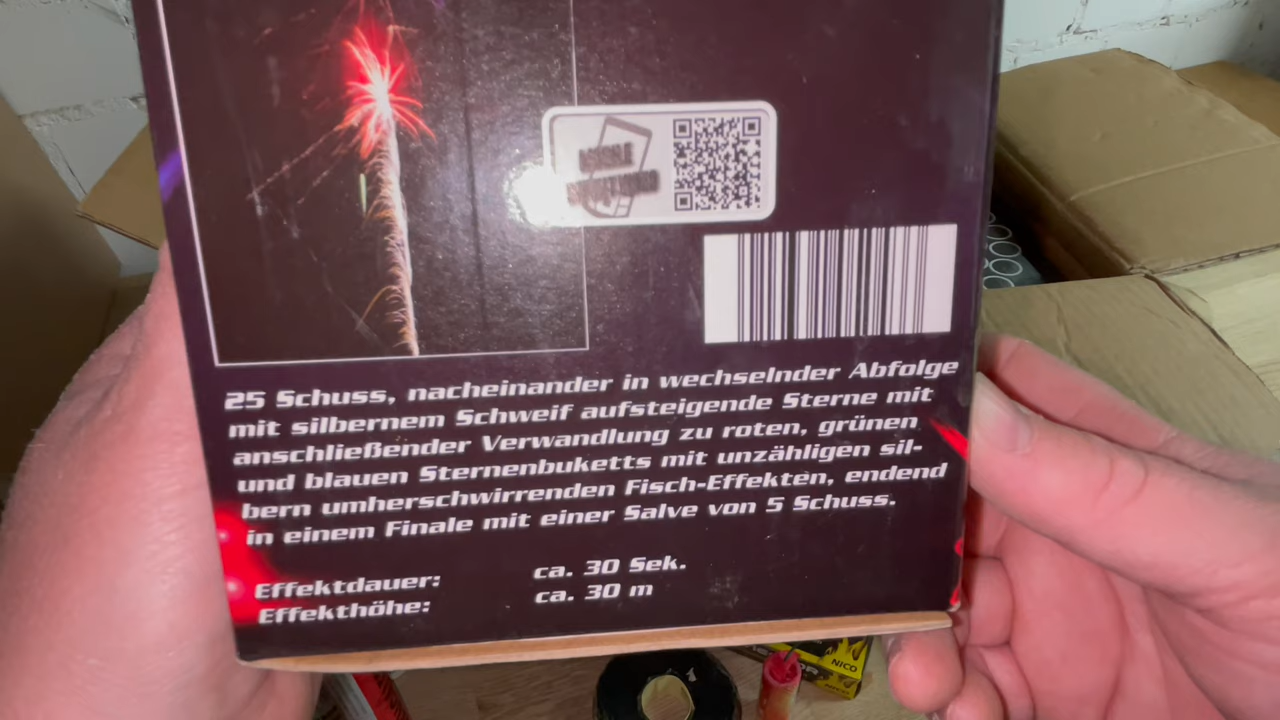 25 Schuss, nacheinander in wechselnder Abfolge
mit silbernem Schweif aufsteigende Sterne mit
anschließender Verwandlung zu roten, grünen
und blauen Sternenbuketts mit unzähligen sil-
bern umherschwirrenden Fisch-Effekten, endend
in einem Finale mit einer Salve von 5 Schuss.
Effektdauer: ca. 30 Sek.
Effekthöhe: ca. 30 m
NICO